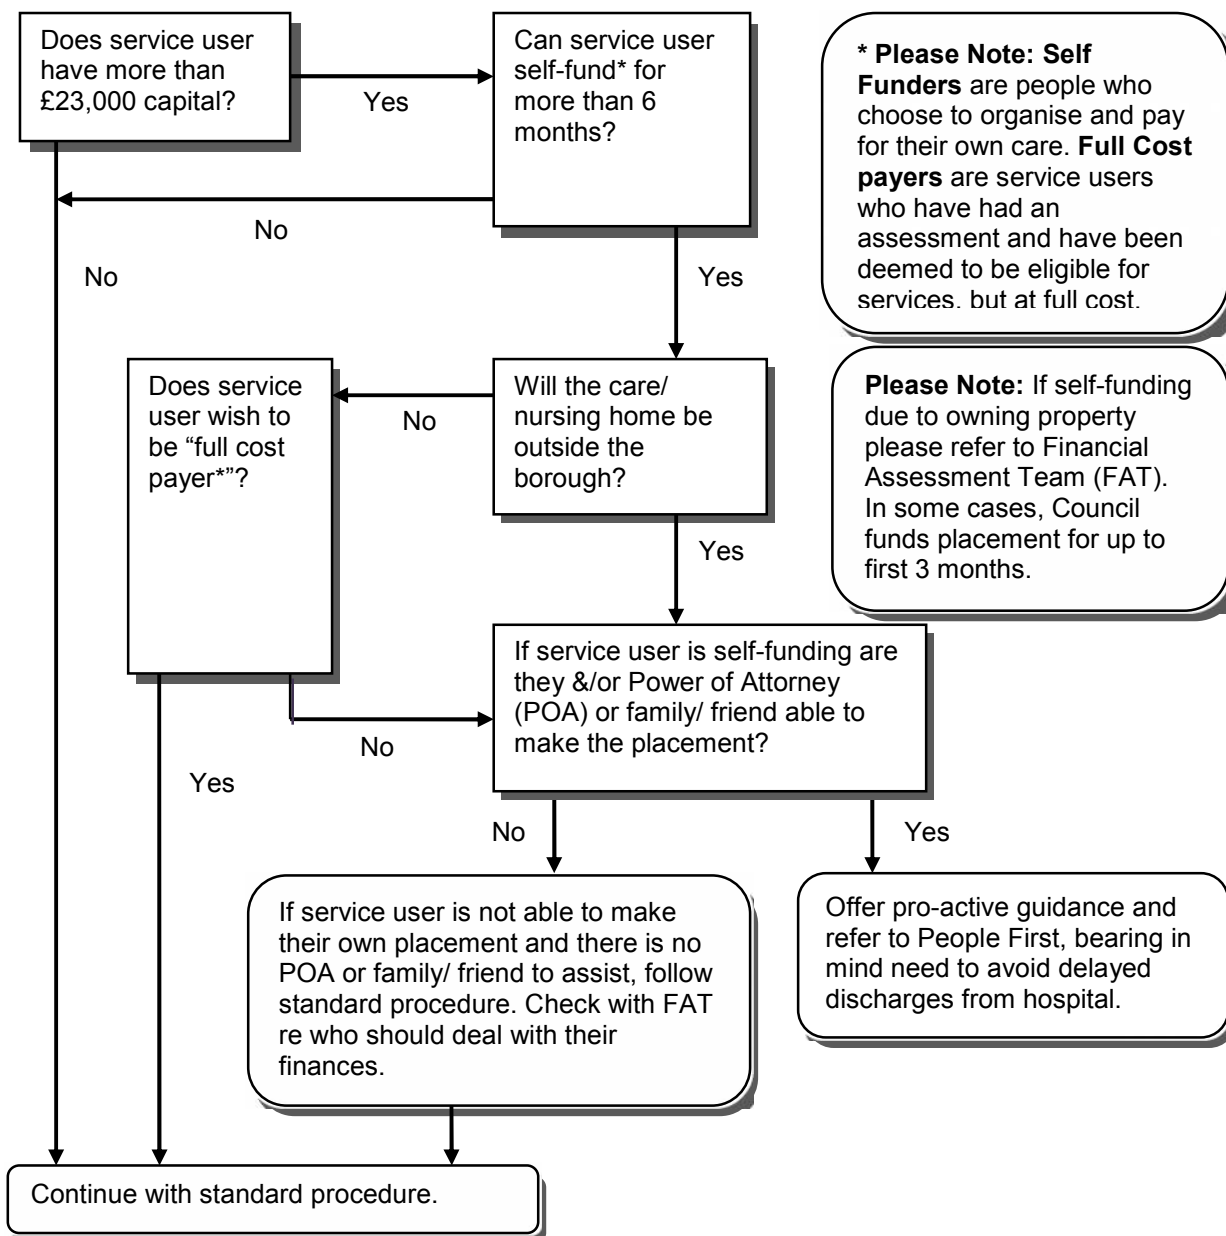 Does service user
have more than
£23,000 capital?
Yes
Can service user
self-fund* for
more than 6
months?
No
No
Yes
* Please Note: Self
Funders are people who
choose to organise and pay
for their own care. Full Cost
payers are service users
who have had an
assessment and have been
deemed to be eligible for
services, but at full cost.
Does service
user wish to
be “full cost
payer*”?
No
Will the care/
nursing home be
outside the
borough?
Yes
Please Note: If self-funding
due to owning property
please refer to Financial
Assessment Team (FAT).
In some cases, Council
funds placement for up to
first 3 months.
If service user is self-funding are
they &/or Power of Attorney
(POA) or family/ friend able to
make the placement?
No
Yes
No
Yes
If service user is not able to make
their own placement and there is no
POA or family/ friend to assist, follow
standard procedure. Check with FAT
re who should deal with their
finances.
Offer pro-active guidance and
refer to People First, bearing in
mind need to avoid delayed
discharges from hospital.
Continue with standard procedure.